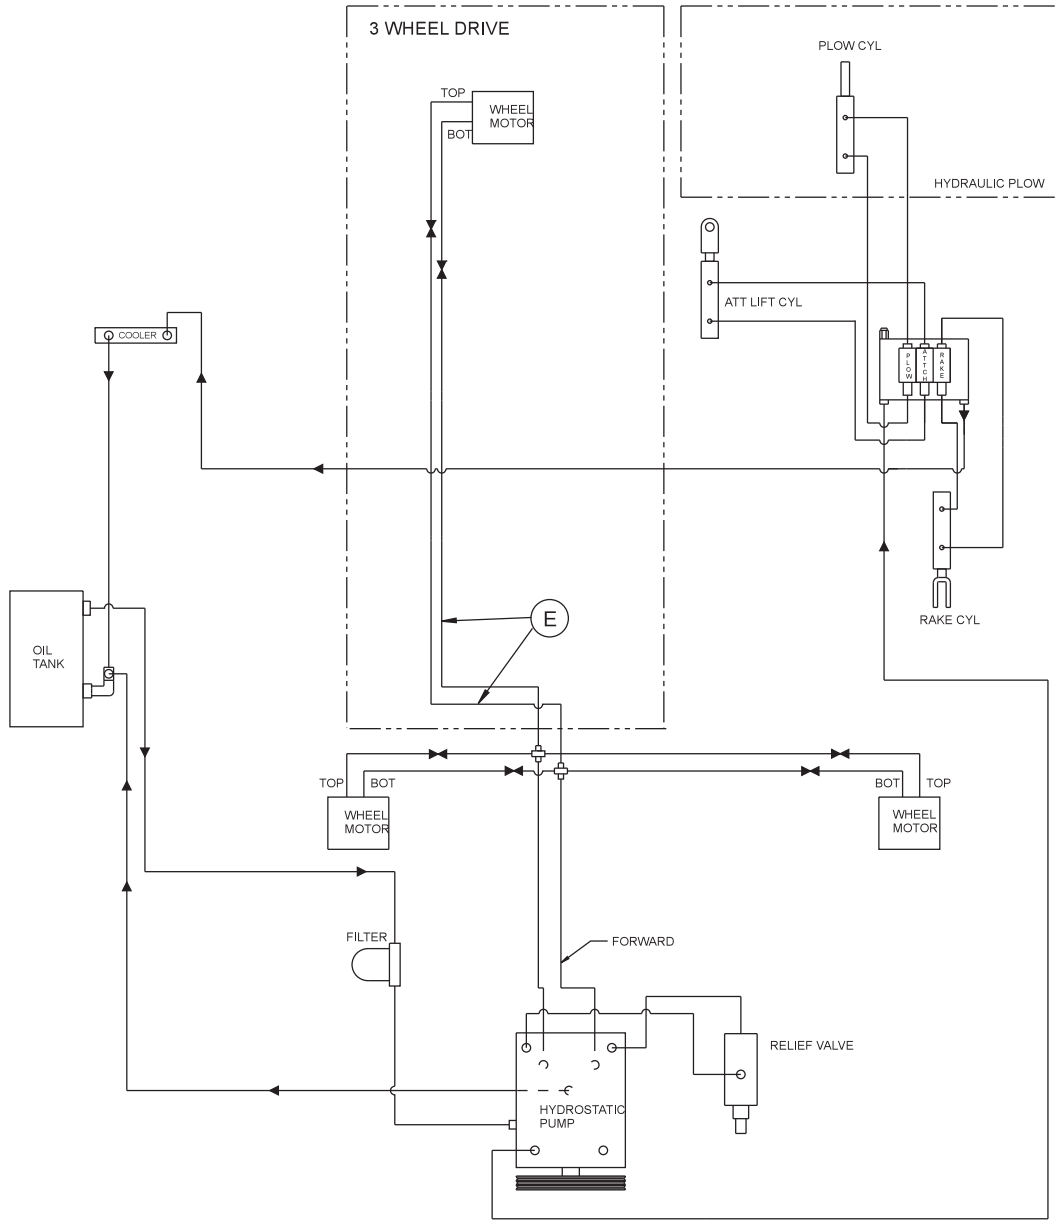 3 WHEEL DRIVE
PLOW CYL
TOP
WHEEL
MOTOR
BOT
HYDRAULIC PLOW
ATT LIFT CYL
COOLER
PLOW
ATTCH
RAKE
E
RAKE CYL
OIL
TANK
TOP
BOT
BOT
TOP
WHEEL
MOTOR
WHEEL
MOTOR
FILTER
FORWARD
RELIEF VALVE
HYDROSTATIC
PUMP